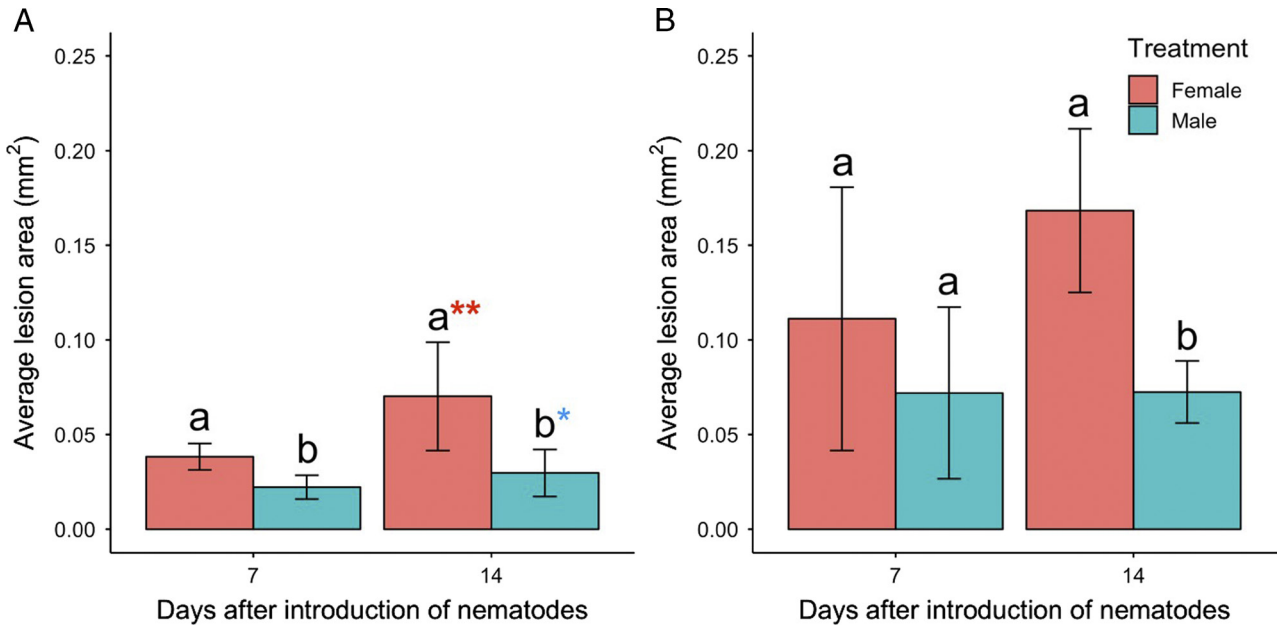 A
Average lesion area (mm²)
0.25
0.20
0.15
0.10
0.05
0.00
a
b
a**
b*
7
14
Days after introduction of nematodes
B
Average lesion area (mm²)
0.25
0.20
0.15
0.10
0.05
0.00
a
a
a
b
7
14
Days after introduction of nematodes
Treatment
Female
Male